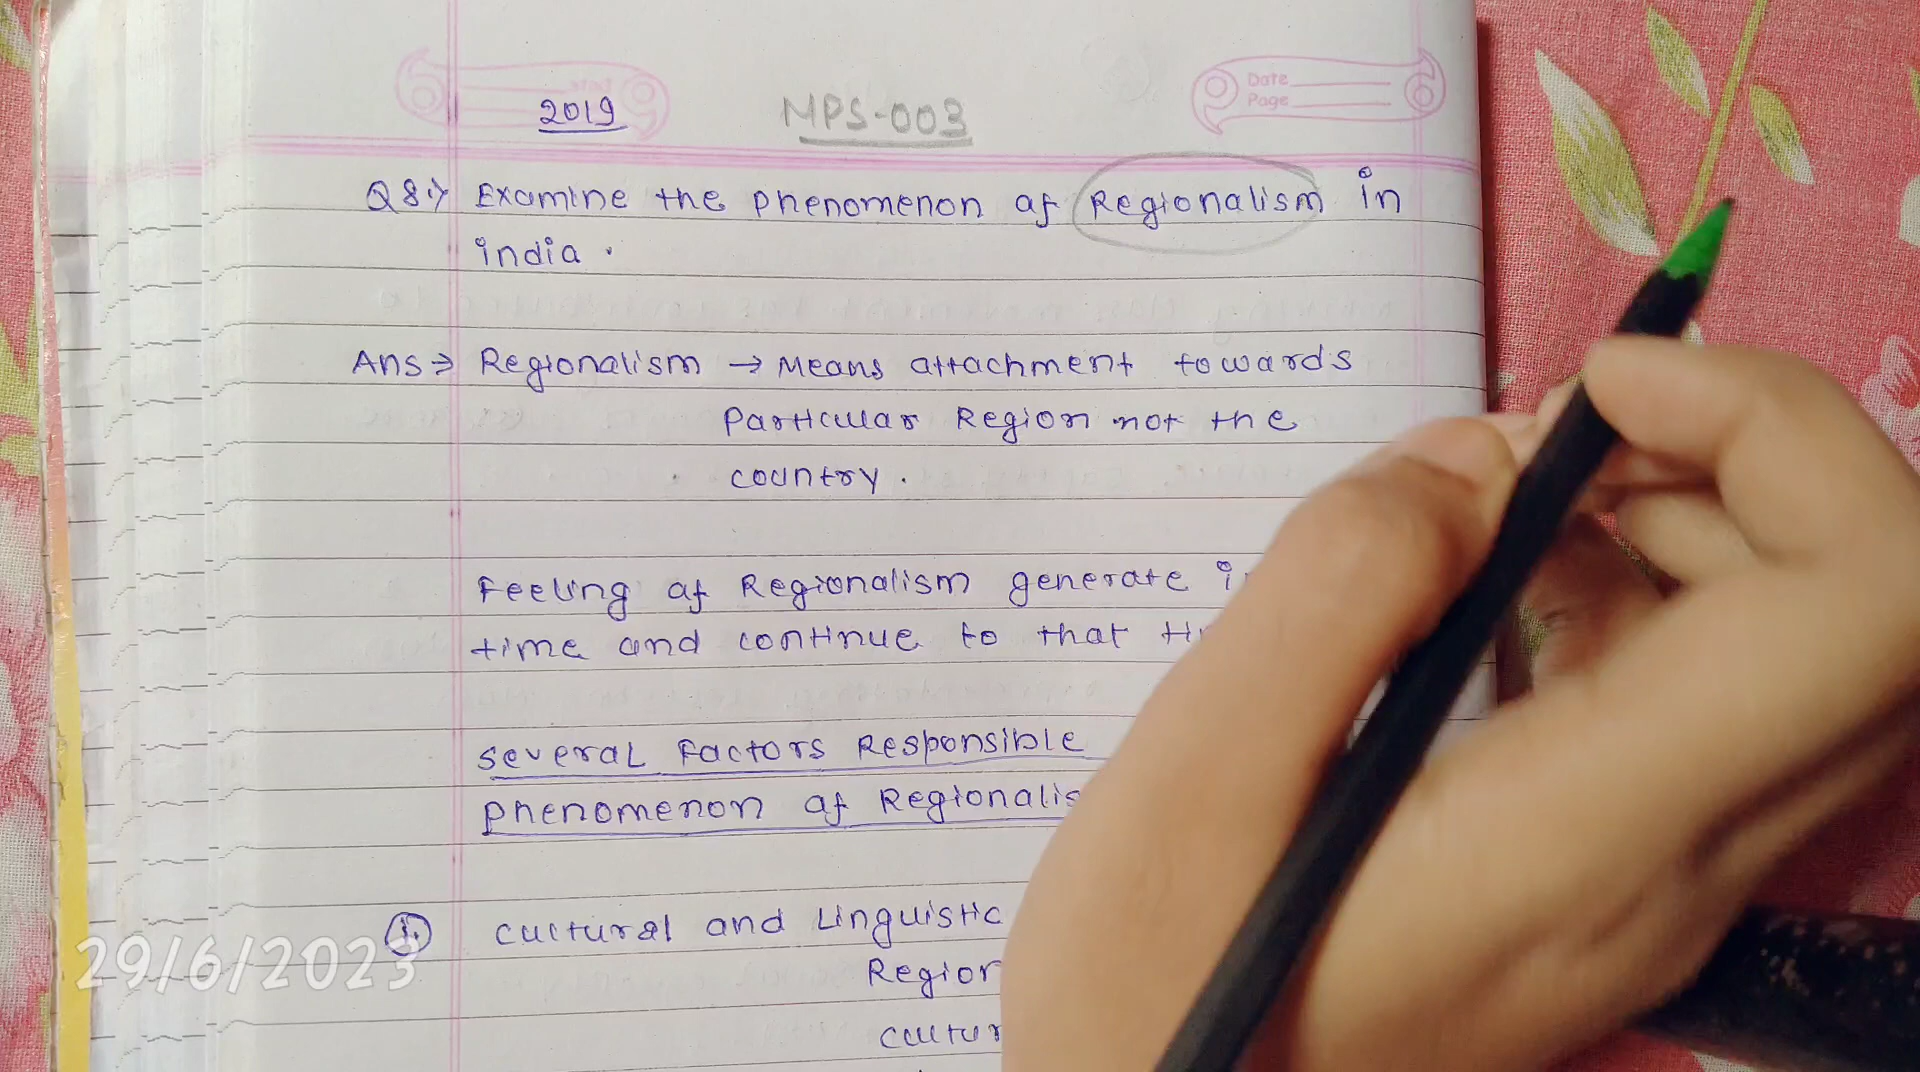 Date
Page
2019
MPS-003
Q8.) Examine the phenomenon of Regionalism in
india.
Ans ⇒ Regionalism → Means attachment towards
Particular Region not the
country.
Feeling of Regionalism generate
time and continue to that
several Factors Responsible
phenomenon of
1. cultural and Linguistic
29/6/2023